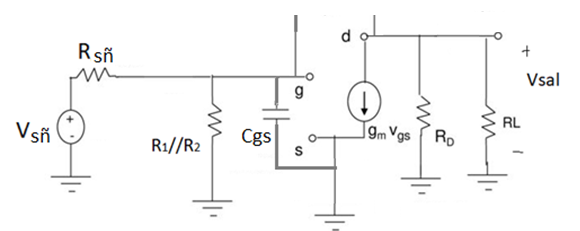 d
+
Rsñ
g
Vsal
+
-
Vsñ
R1//R2
Cgs
s
gm vgs
RD
RL
-